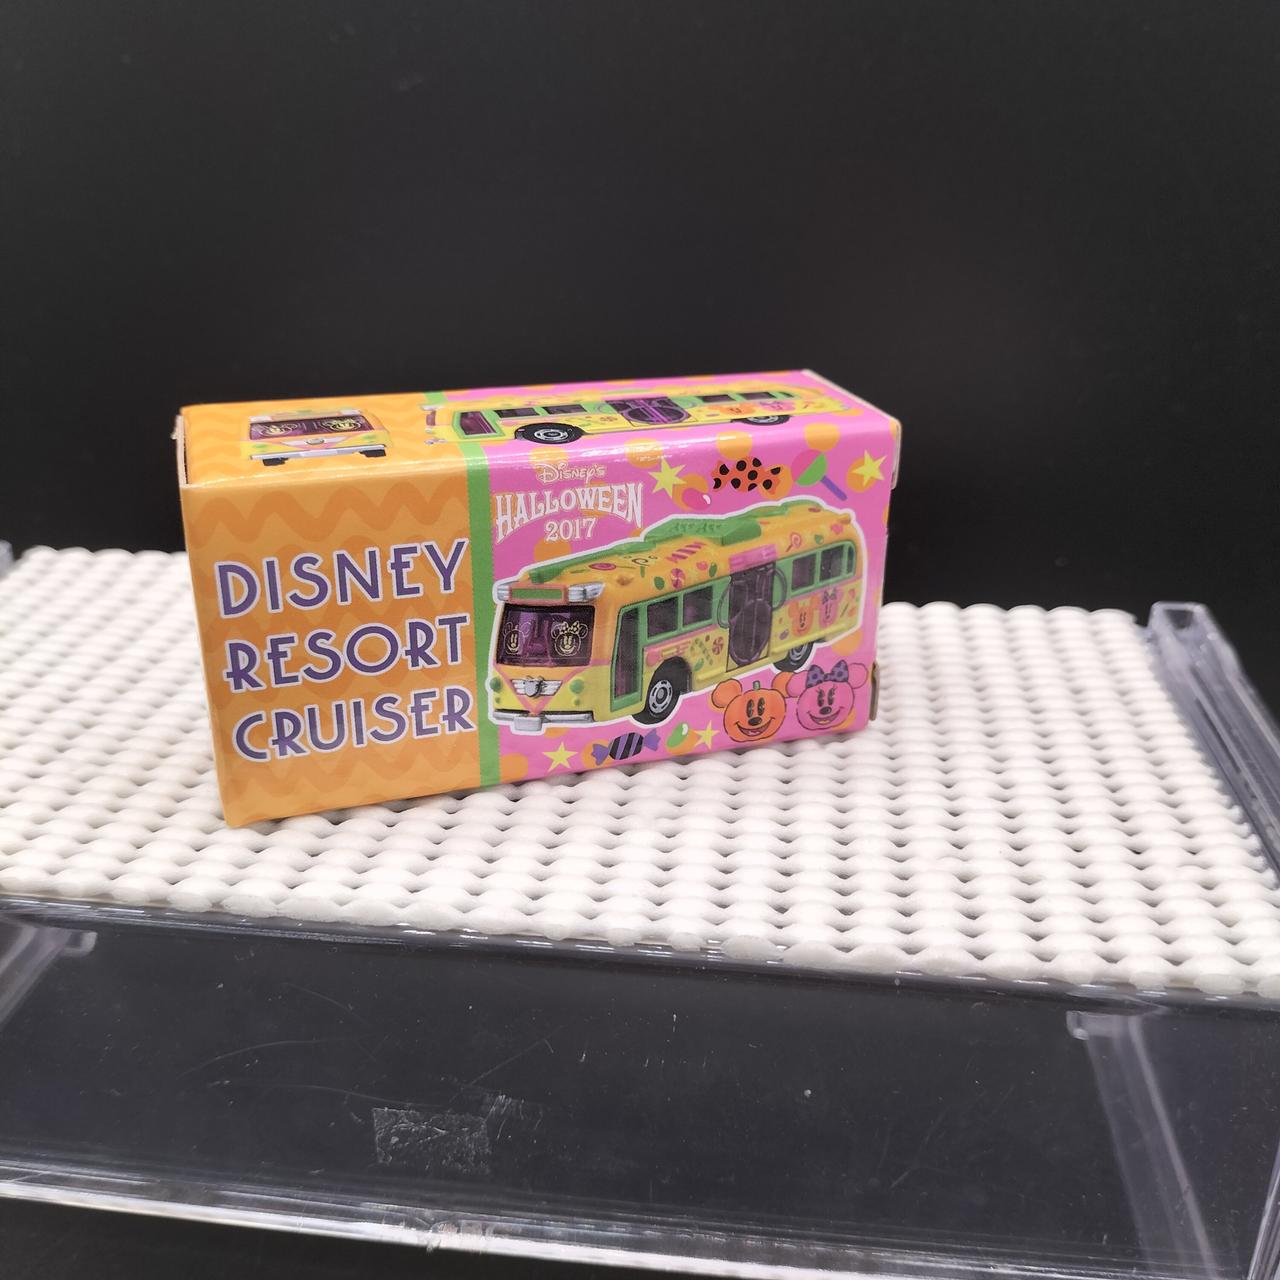 DISNEY
RESORT
CRUISER
DISNEY'S
HALLOWEEN
2017